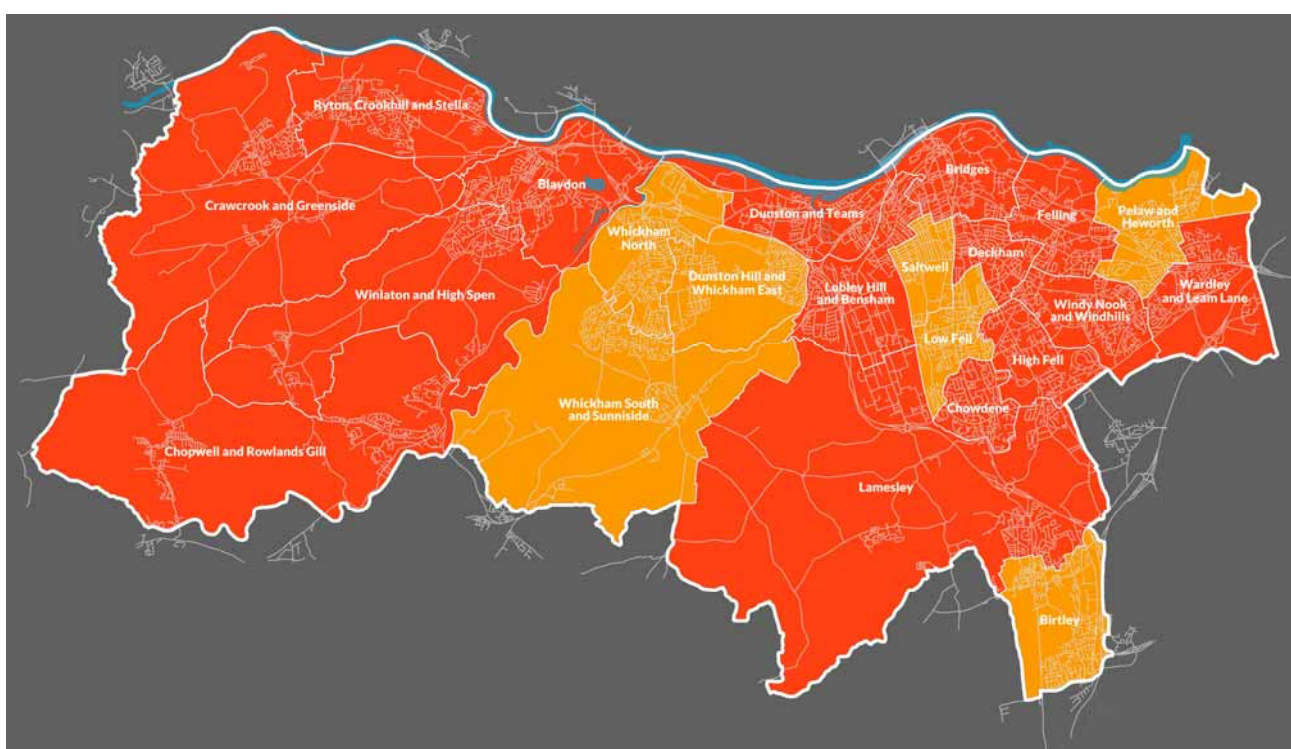 Ryton, Crookhill and Stella
Bridges
Blaydon
Crawcrook and Greenside
Dunston and Teams
Felling
Pelaw and
Heworth
Whickham
North
Saltwell
Deckham
Dunston Hill and
Whickham East
Lobley Hill
and Bensham
Wardley
and Leam Lane
Winlaton and High Spen
Windy Nook
and Windhills
Low Fell
High Fell
Whickham South
and Sunniside
Chowdene
Chopwell and Rowlands Gill
Lamesley
Birtley